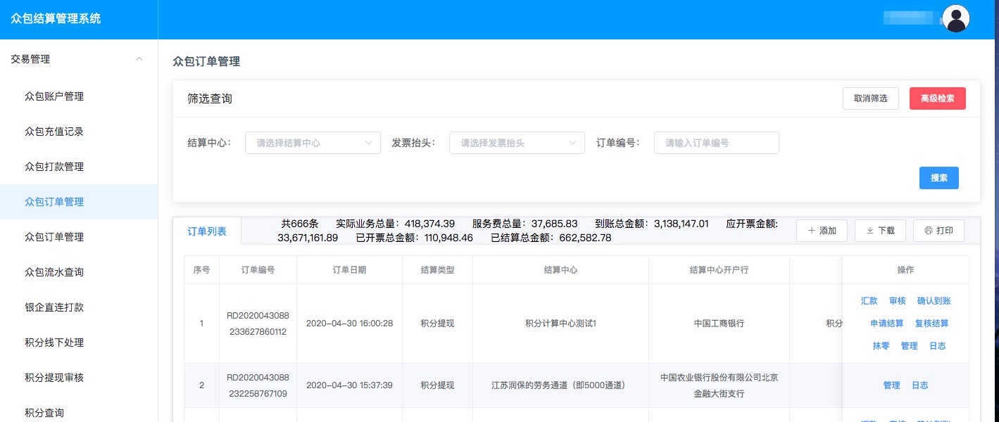 众包结算管理系统
交易管理
众包账户管理
众包充值记录
众包打款管理
众包订单管理
众包订单管理
众包流水查询
银企直连打款
积分线下处理
积分提现审核
积分查询
众包订单管理
筛选查询
取消筛选
高级检索
结算中心： 请选择结算中心 发票抬头： 请选择发票抬头 订单编号： 请输入订单编号
搜索
订单列表
共666条 实际业务总量：418,374.39 服务费总量：37,685.83 到账总金额：3,138,147.01 应开票金额:
33,671,161.89 已开票总金额：110,948.46 已结算总金额：662,582.78
添加 下载 打印
序号 订单编号 订单日期 结算类型 结算中心 结算中心开户行 操作
1
RD2020043088
233627860112
2020-04-30 16:00:28
积分提现
积分计算中心测试1
中国工商银行
积分
汇款 审核 确认到账
申请结算 复核结算
抹零 管理 日志
2
RD2020043088
232258767109
2020-04-30 15:37:39
积分提现
江苏润保的劳务通道（即5000通道）
中国农业银行股份有限公司北京
金融大街支行
管理 日志